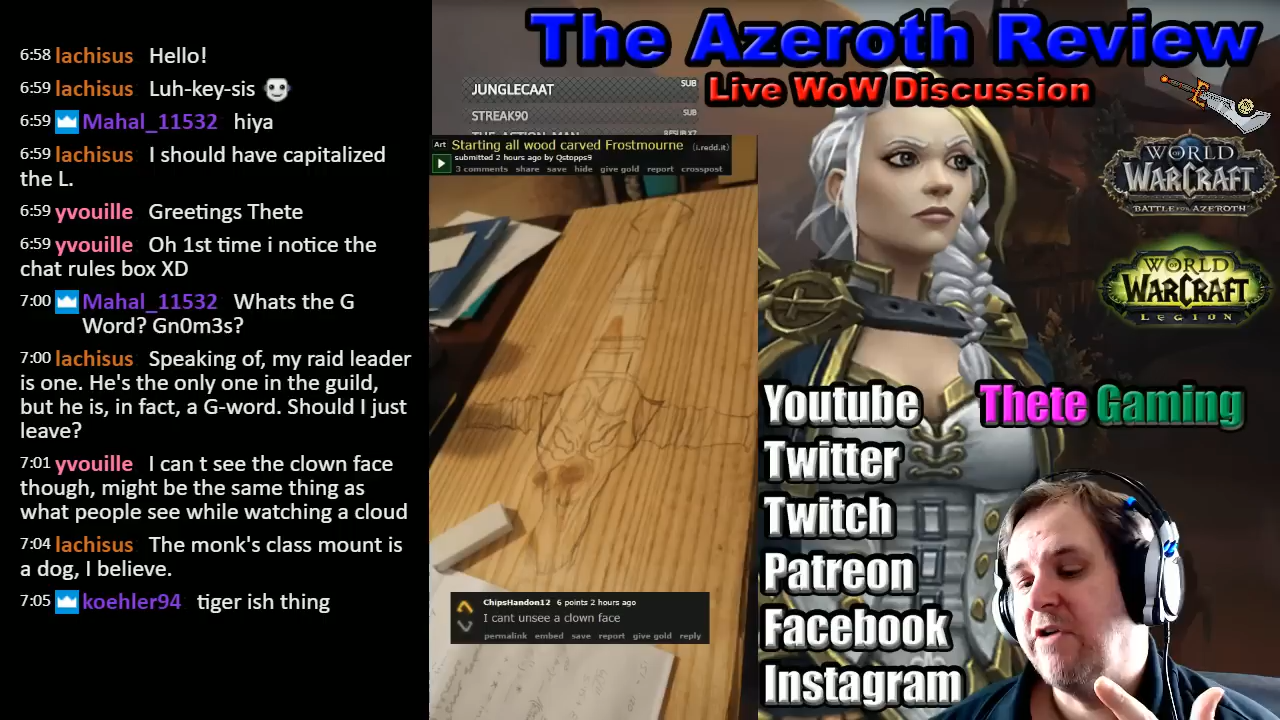 6:58 lachisus Hello!
6:59 lachisus Luh-key-sis
6:59 Mahal_11532 hiya
6:59 lachisus I should have capitalized
the L.
6:59 yvouille Greetings Thete
6:59 yvouille Oh 1st time i notice the
chat rules box XD
7:00 Mahal_11532 Whats the G
Word? Gn0m3s?
7:00 lachisus Speaking of, my raid leader
is one. He's the only one in the guild,
but he is, in fact, a G-word. Should I just
leave?
7:01 yvouille I can t see the clown face
though, might be the same thing as
what people see while watching a cloud
7:04 lachisus The monk's class mount is
a dog, I believe.
7:05 koehler94 tiger ish thing
The Azeroth Review
Live WoW Discussion
JUNGLECAAT SUB
STREAK90 SUB
Art Starting all wood carved Frostmourne (i.redd.it)
submitted 2 hours ago by Qstopps9
3 comments share save hide give gold report crosspost
ChipsHandon12 6 points 2 hours ago
I cant unsee a clown face
permalink embed save report give gold reply
WORLD
WARCRAFT
BATTLE FOR AZEROTH
WORLD
WARCRAFT
LEGION
Youtube Thete Gaming
Twitter
Twitch
Patreon
Facebook
Instagram